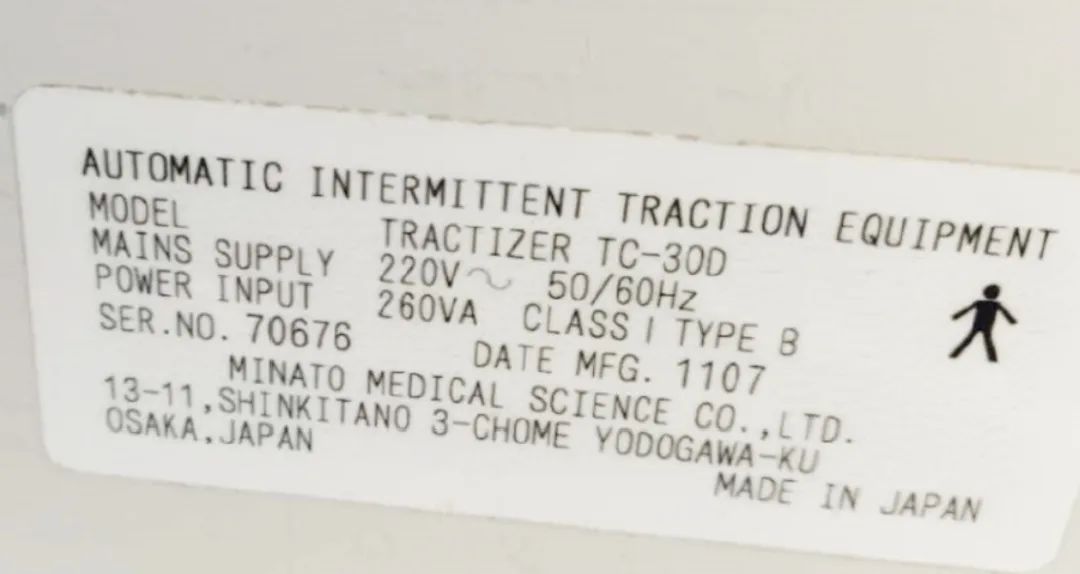 AUTOMATIC INTERMITTENT TRACTION EQUIPMENT
MODEL TRACTIZER TC-30D
MAINS SUPPLY 220V~ 50/60Hz
POWER INPUT 260VA CLASS I TYPE B
SER.NO. 70676 DATE MFG. 1107
MINATO MEDICAL SCIENCE CO.,LTD.
13-11,SHINKITANO 3-CHOME YODOGAWA-KU
OSAKA,JAPAN
MADE IN JAPAN